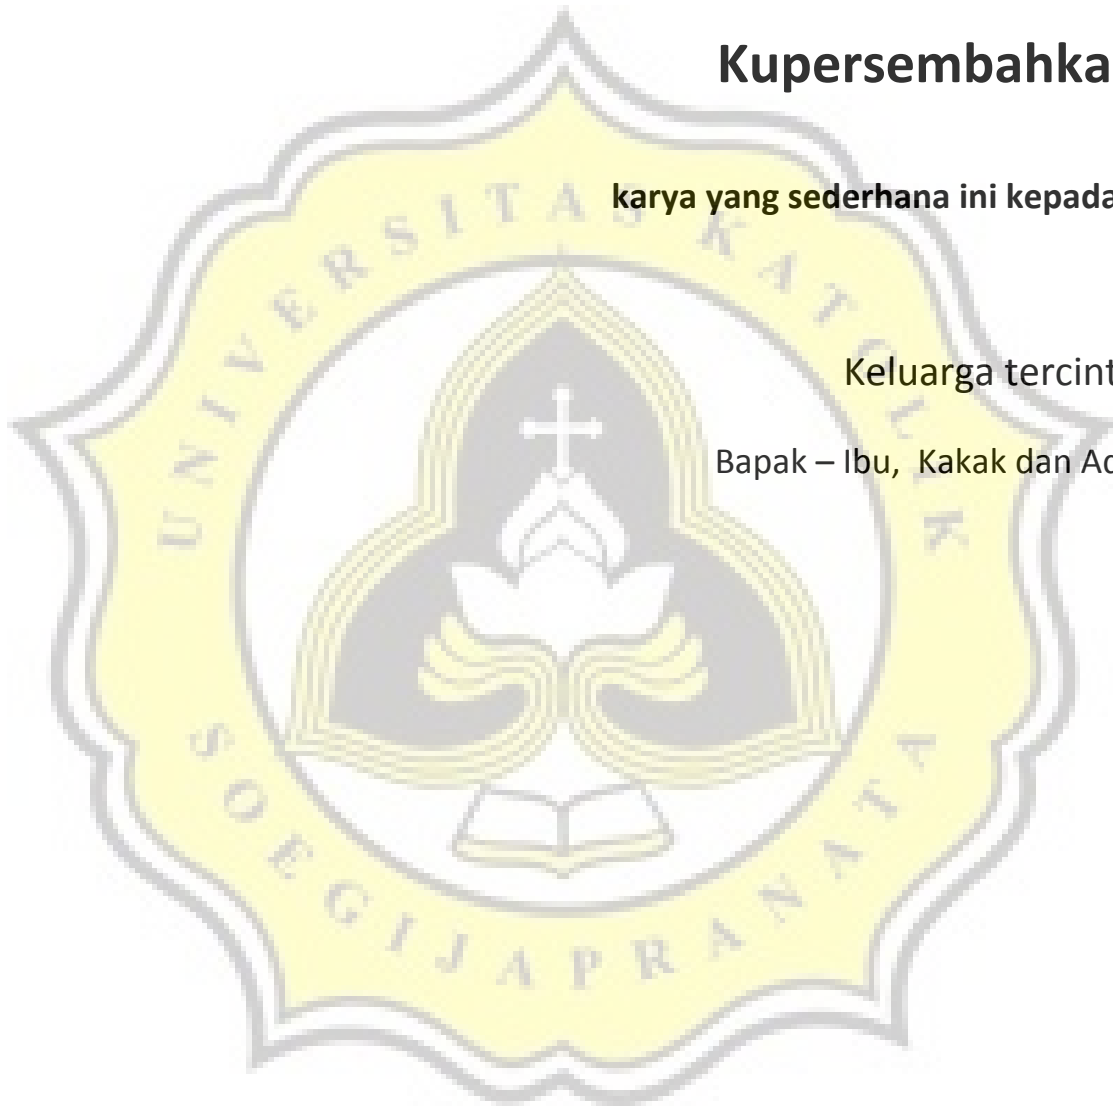 Kupersembahka
karya yang sederhana ini kepada
Keluarga tercint
Bapak – Ibu, Kakak dan Ad
UNIVERSITAS KATOLIK
SOEGIJAPRANATA